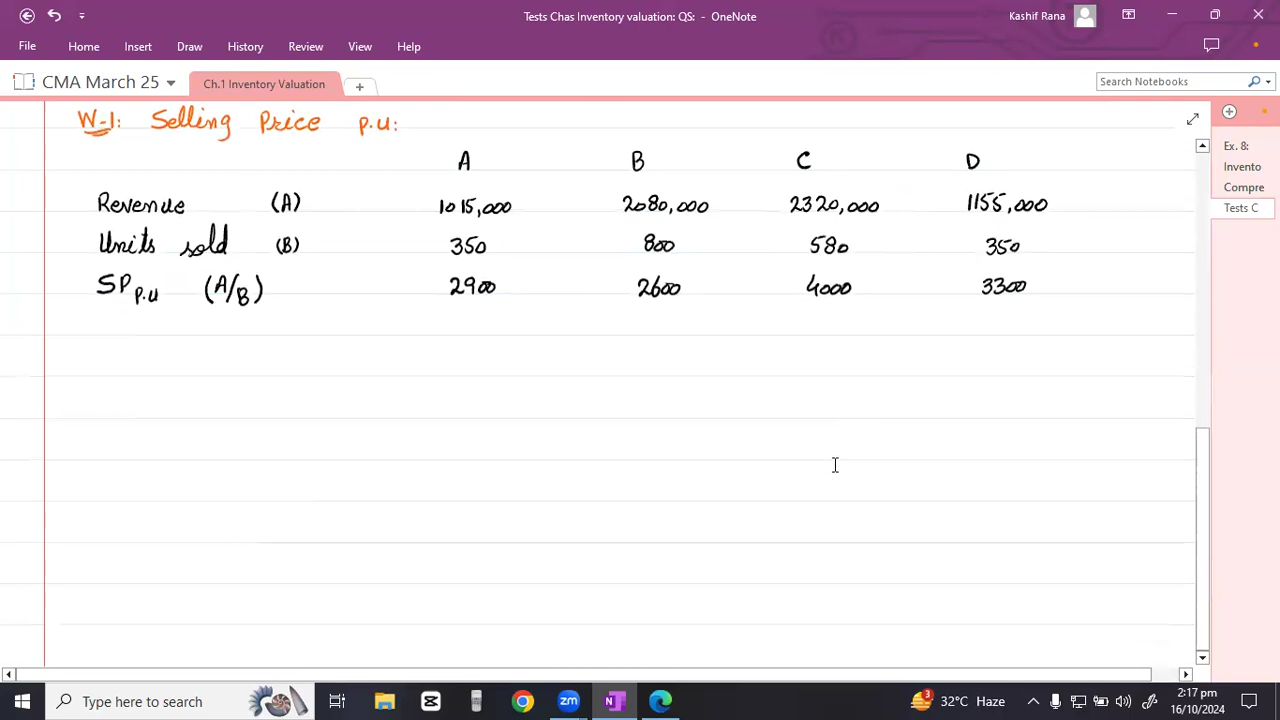 Tests Chas Inventory valuation: QS: - OneNote
Kashif Rana
File Home Insert Draw History Review View Help
CMA March 25
Ch.1 Inventory Valuation
Search Notebooks
W-1: Selling Price p.u:
A B C D
Revenue (A) 1015,000 2080,000 2320,000 1155,000
Units sold (B) 350 800 580 350
SP p.u (A/B) 2900 2600 4000 3300
Ex. 8:
Invento
Compre
Tests C
Type here to search
3
32°C Haze
2:17 pm
16/10/2024